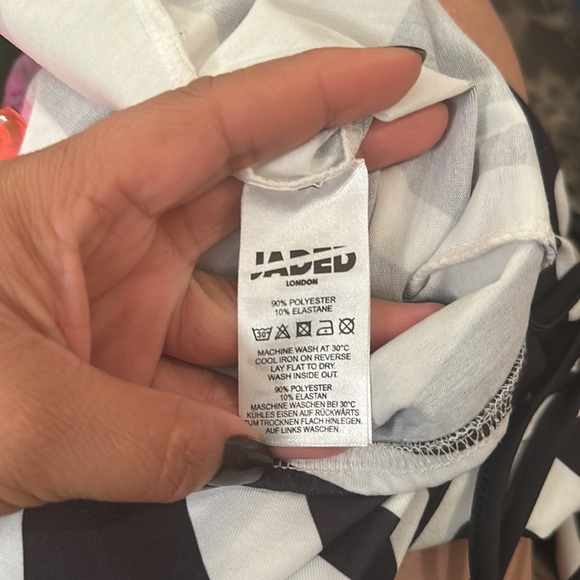 JADED
LONDON
90% POLYESTER
10% ELASTANE
30°
MACHINE WASH AT 30°C
COOL IRON ON REVERSE
LAY FLAT TO DRY.
WASH INSIDE OUT.
90% POLYESTER
10% ELASTAN
MASCHINE WASCHEN BEI 30°C
KÜHLES EISEN AUF RÜCKWÄRTS
ZUM TROCKNEN FLACH HINLEGEN.
AUF LINKS WASCHEN.